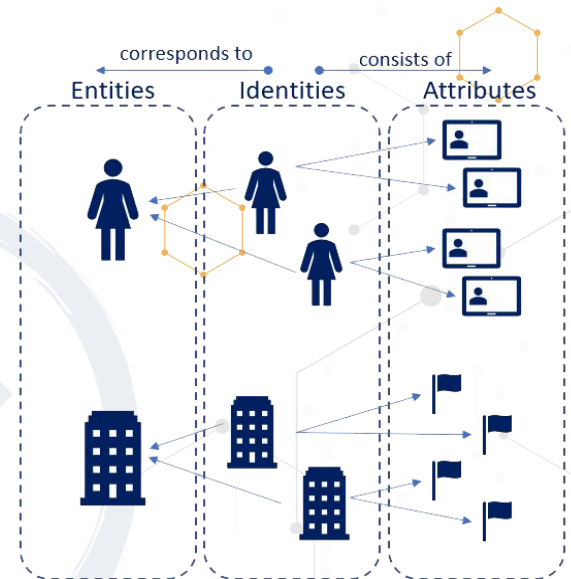 corresponds to
consists of
Entities
Identities
Attributes